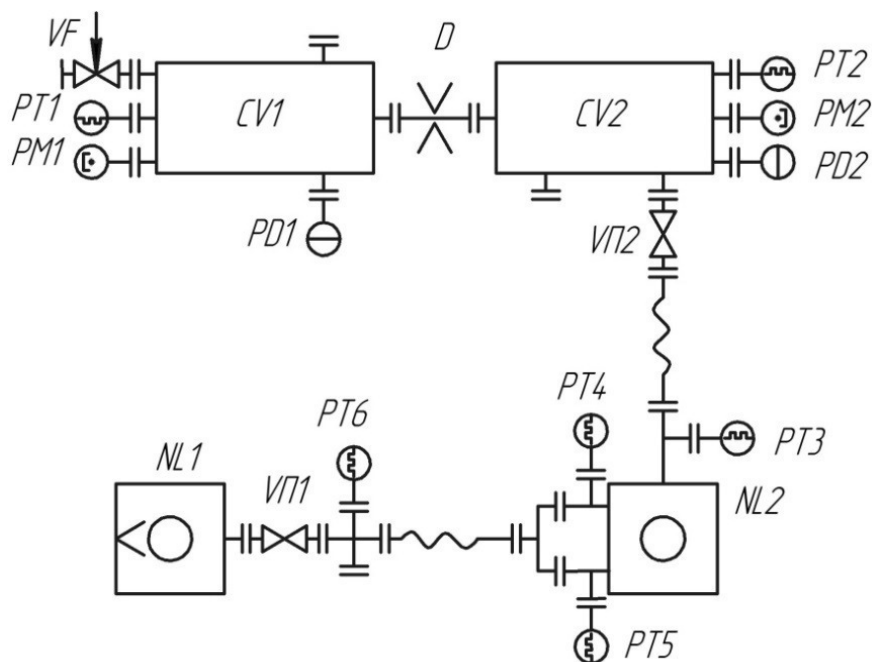 VF
D
PT1
CV1
CV2
PT2
PM1
PM2
PD1
PD2
VП2
PT4
PT6
PT3
NL1
VП1
NL2
PT5